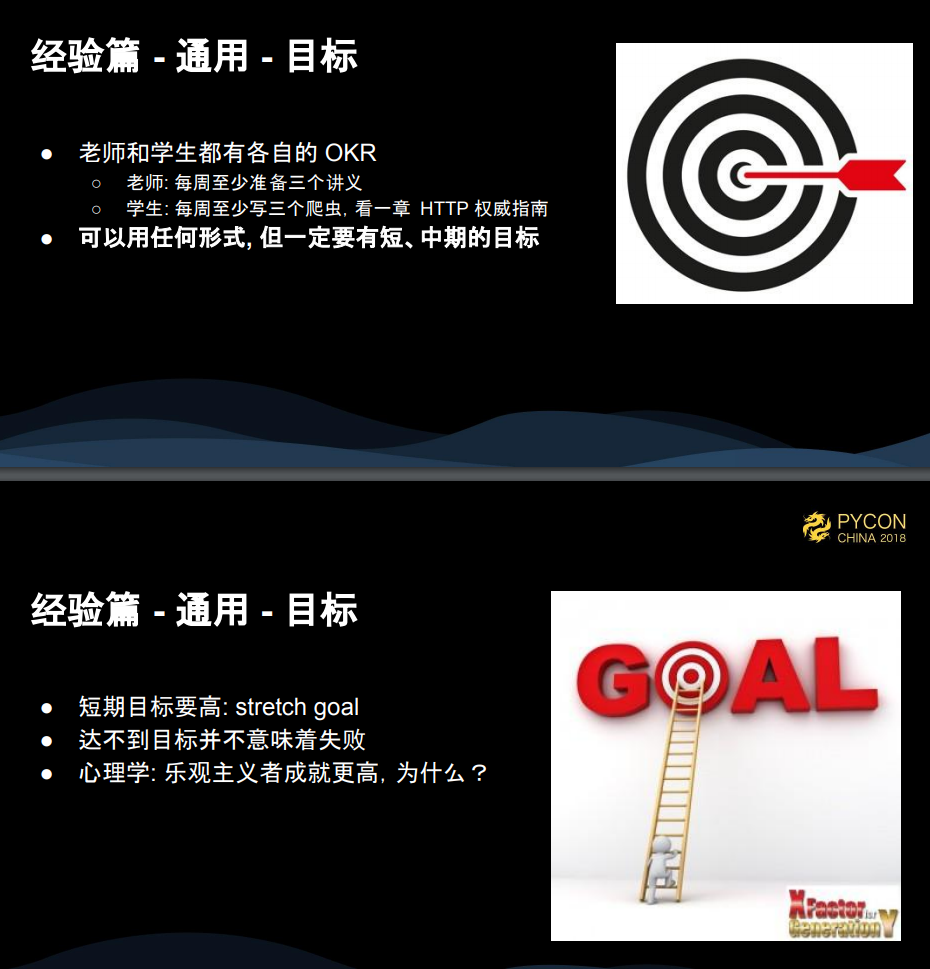 经验篇 - 通用 - 目标
● 老师和学生都有各自的 OKR
○ 老师: 每周至少准备三个讲义
○ 学生: 每周至少写三个爬虫, 看一章 HTTP 权威指南
● 可以用任何形式, 但一定要有短、中期的目标
PYCON
CHINA 2018
经验篇 - 通用 - 目标
● 短期目标要高: stretch goal
● 达不到目标并不意味着失败
● 心理学: 乐观主义者成就更高, 为什么？
GOAL
XFactor for
GenerationY